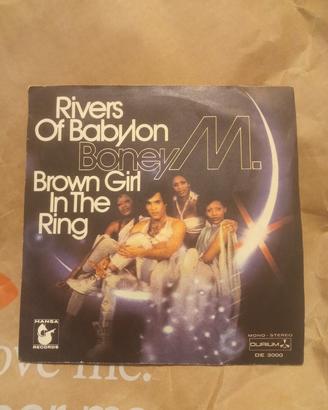 Rivers
Of Babylon
Boney M.
Brown Girl
In The
Ring
HANSA
RECORDS
MONO - STEREO
DURIUM
DE 3000
ove me.